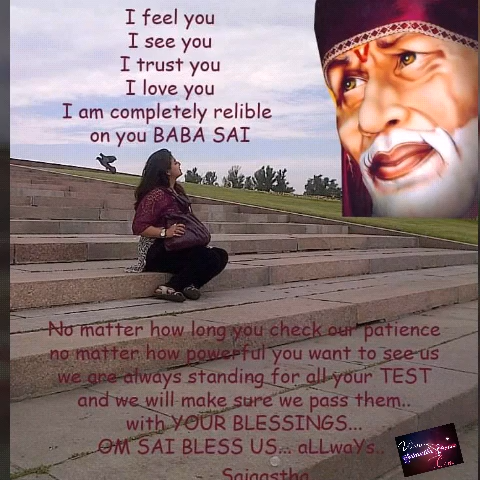 I feel you
I see you
I trust you
I love you
I am completely relible
on you BABA SAI
No matter how long you check our patience
no matter how powerful you want to see us
we are always standing for all your TEST
and we will make sure we pass them..
with YOUR BLESSINGS...
OM SAI BLESS US... aLLwaYs..
Saiaastha